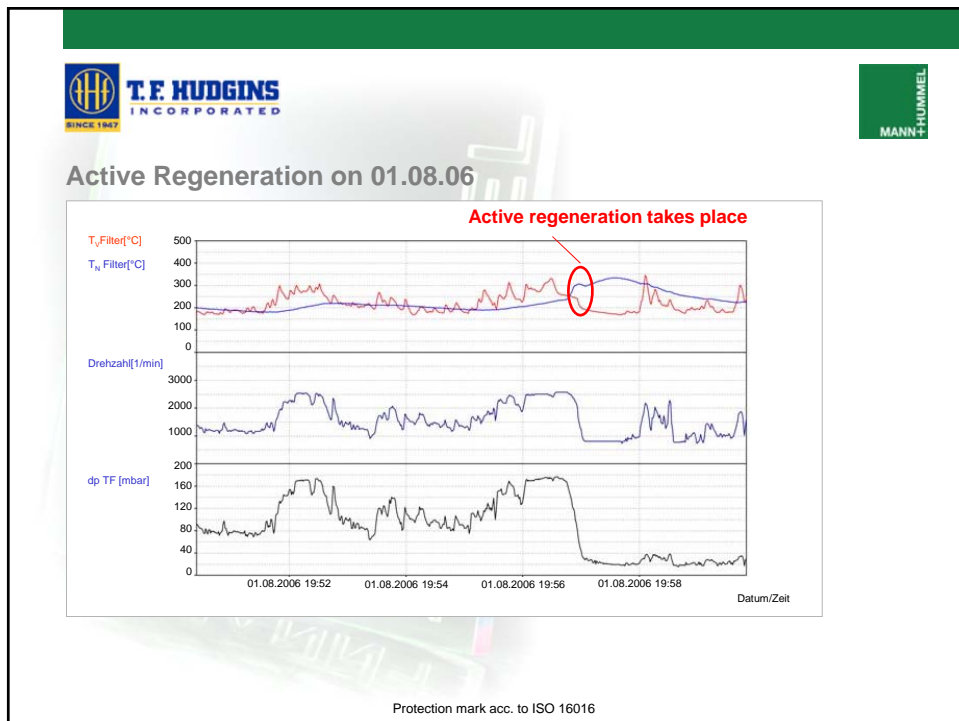 T.F. HUDGINS
INCORPORATED
SINCE 1947
MANN+HUMMEL
Active Regeneration on 01.08.06
Active regeneration takes place
TVFilter[°C]
TN Filter[°C]
500
400
300
200
100
0
Drehzahl[1/min]
3000
2000
1000
dp TF [mbar]
200
160
120
80
40
0
01.08.2006 19:52
01.08.2006 19:54
01.08.2006 19:56
01.08.2006 19:58
Datum/Zeit
Protection mark acc. to ISO 16016